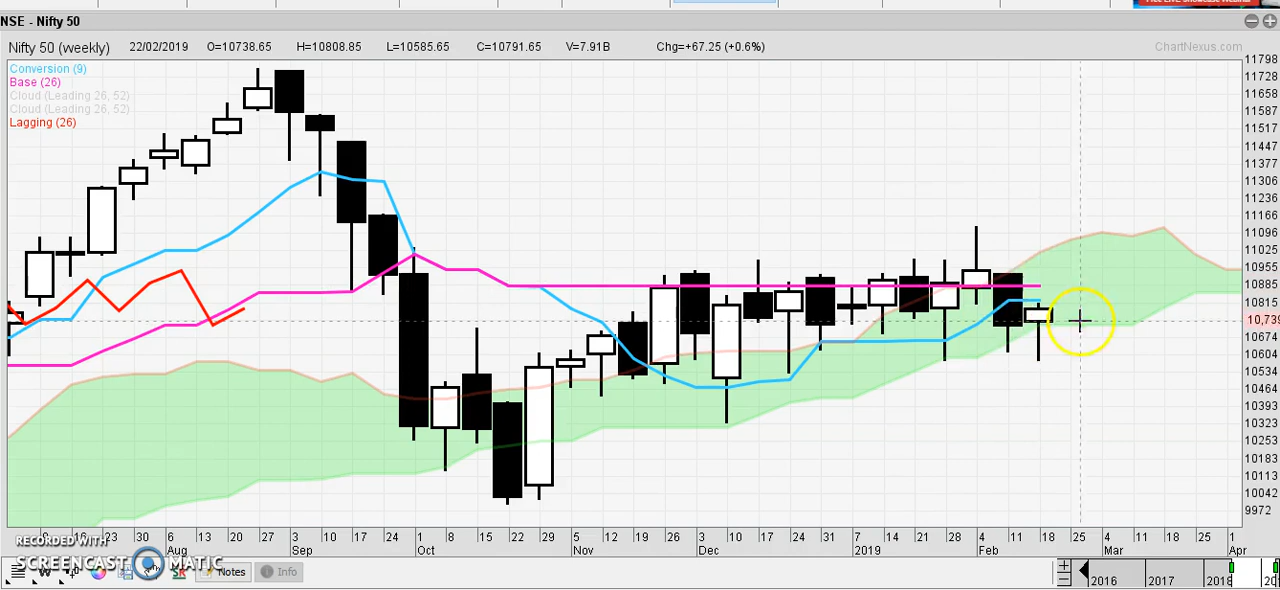 Free Live Showcase Webinar
NSE - Nifty 50
Nifty 50 (weekly) 22/02/2019 O=10738.65 H=10808.85 L=10585.65 C=10791.65 V=7.91B Chg=+67.25 (+0.6%) ChartNexus.com
Conversion (9)
Base (26)
Cloud (Leading 26, 52)
Cloud (Leading 26, 52)
Lagging (26)
11798
11728
11658
11587
11517
11447
11377
11306
11236
11166
11096
11025
10955
10885
10815
10,739
10674
10604
10534
10464
10393
10323
10253
10183
10113
10042
9972
23 30 6 13 20 27 3 10 17 24 1 8 15 22 29 5 12 19 26 3 10 17 24 31 7 14 21 28 4 11 18 25 4 11 18 25 1
Aug Sep Oct Nov Dec 2019 Feb Mar Apr
RECORDED WITH
SCREENCAST MATIC
W Notes Info
2016 2017 2018